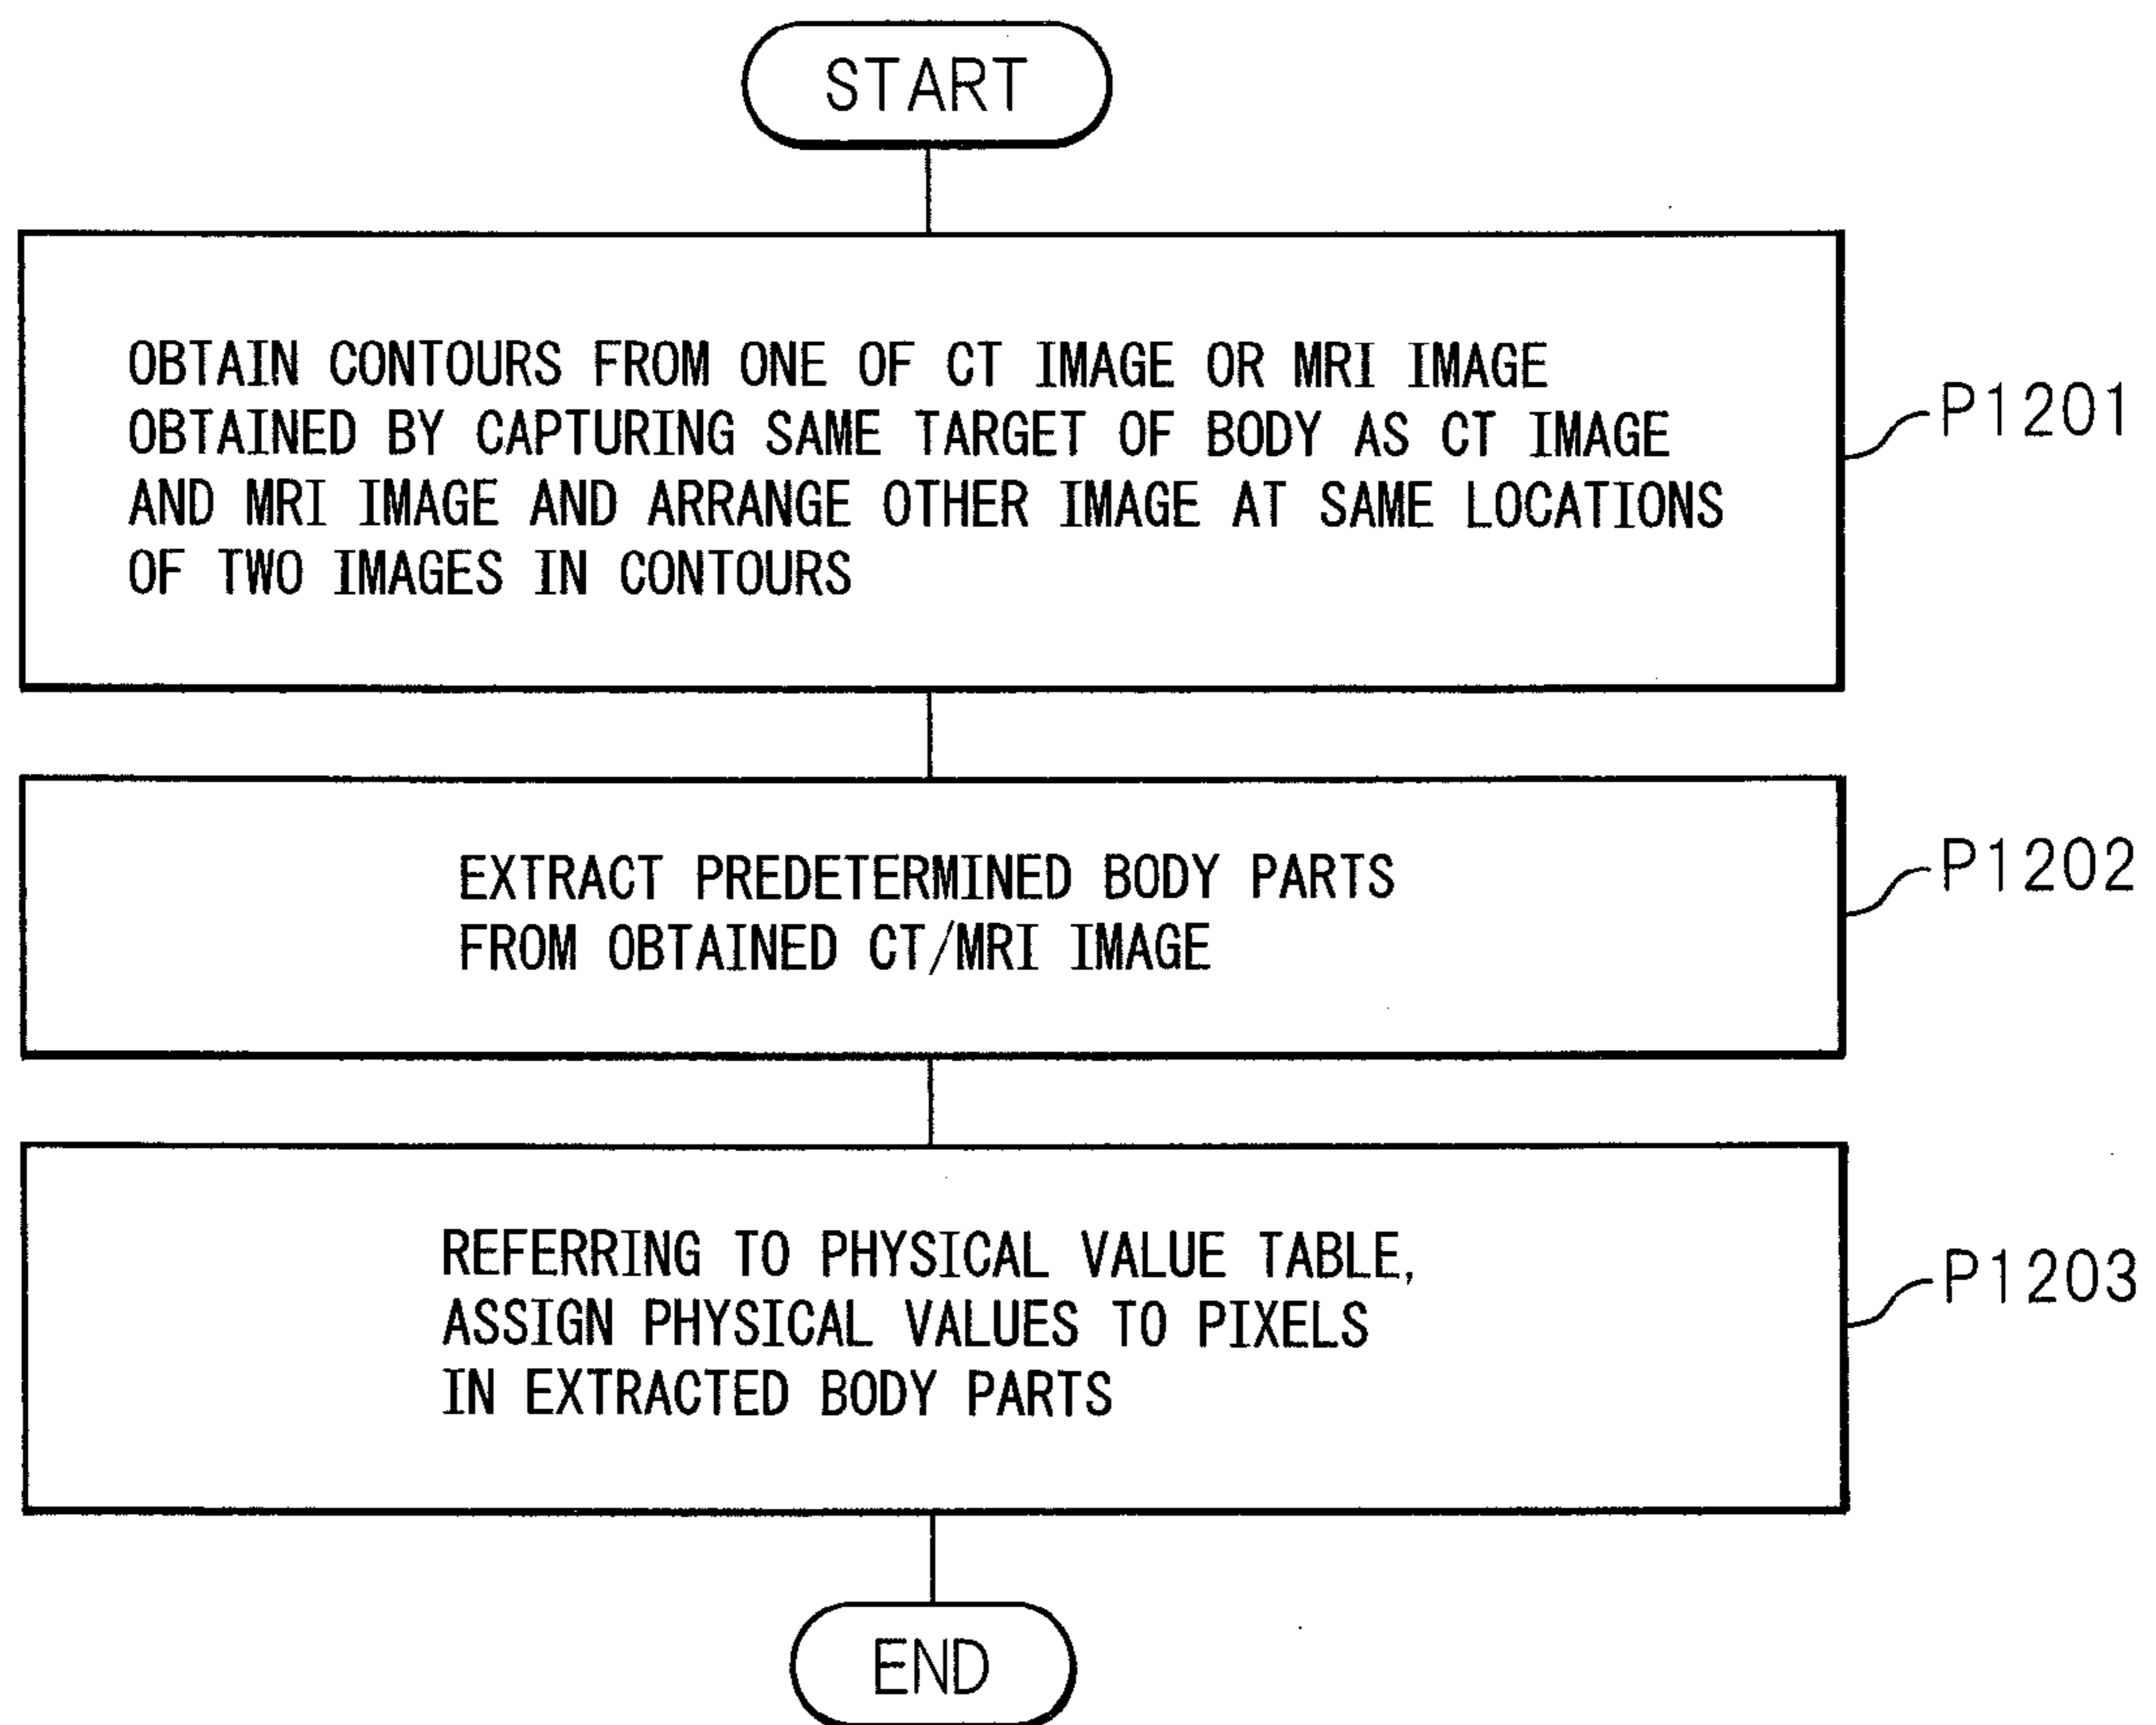 START
OBTAIN CONTOURS FROM ONE OF CT IMAGE OR MRI IMAGE
OBTAINED BY CAPTURING SAME TARGET OF BODY AS CT IMAGE
AND MRI IMAGE AND ARRANGE OTHER IMAGE AT SAME LOCATIONS
OF TWO IMAGES IN CONTOURS
P1201
EXTRACT PREDETERMINED BODY PARTS
FROM OBTAINED CT/MRI IMAGE
P1202
REFERRING TO PHYSICAL VALUE TABLE,
ASSIGN PHYSICAL VALUES TO PIXELS
IN EXTRACTED BODY PARTS
P1203
END